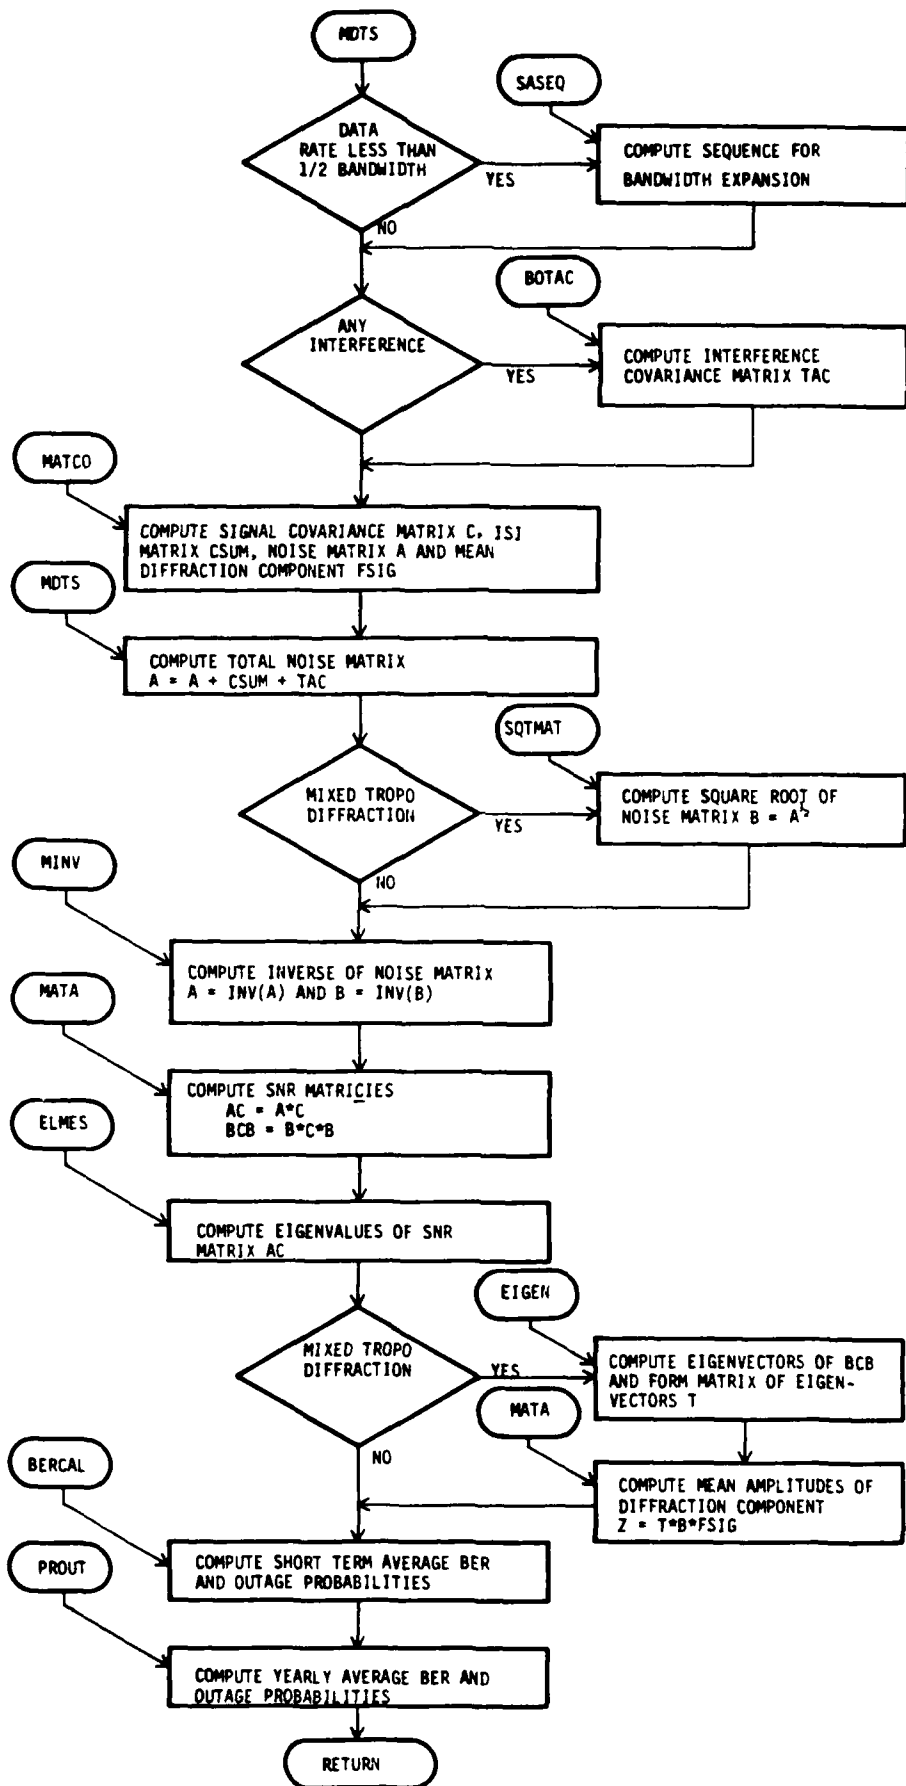 MDTS
SASEQ
DATA
RATE LESS THAN
1/2 BANDWIDTH
YES
COMPUTE SEQUENCE FOR
BANDWIDTH EXPANSION
NO
BOTAC
ANY
INTERFERENCE
YES
COMPUTE INTERFERENCE
COVARIANCE MATRIX TAC
MATCO
COMPUTE SIGNAL COVARIANCE MATRIX C, ISI
MATRIX CSUM, NOISE MATRIX A AND MEAN
DIFFRACTION COMPONENT FSIG
MDTS
COMPUTE TOTAL NOISE MATRIX
A = A + CSUM + TAC
SQTMAT
MIXED TROPO
DIFFRACTION
YES
COMPUTE SQUARE ROOT OF
NOISE MATRIX B = A½
NO
MINV
COMPUTE INVERSE OF NOISE MATRIX
A = INV(A) AND B = INV(B)
MATA
COMPUTE SNR MATRICIES
AC = A*C
BCB = B*C*B
ELMES
COMPUTE EIGENVALUES OF SNR
MATRIX AC
EIGEN
MIXED TROPO
DIFFRACTION
YES
COMPUTE EIGENVECTORS OF BCB
AND FORM MATRIX OF EIGEN-
VECTORS T
MATA
NO
COMPUTE MEAN AMPLITUDES OF
DIFFRACTION COMPONENT
Z = T*B*FSIG
BERCAL
COMPUTE SHORT TERM AVERAGE BER
AND OUTAGE PROBABILITIES
PROUT
COMPUTE YEARLY AVERAGE BER AND
OUTAGE PROBABILITIES
RETURN